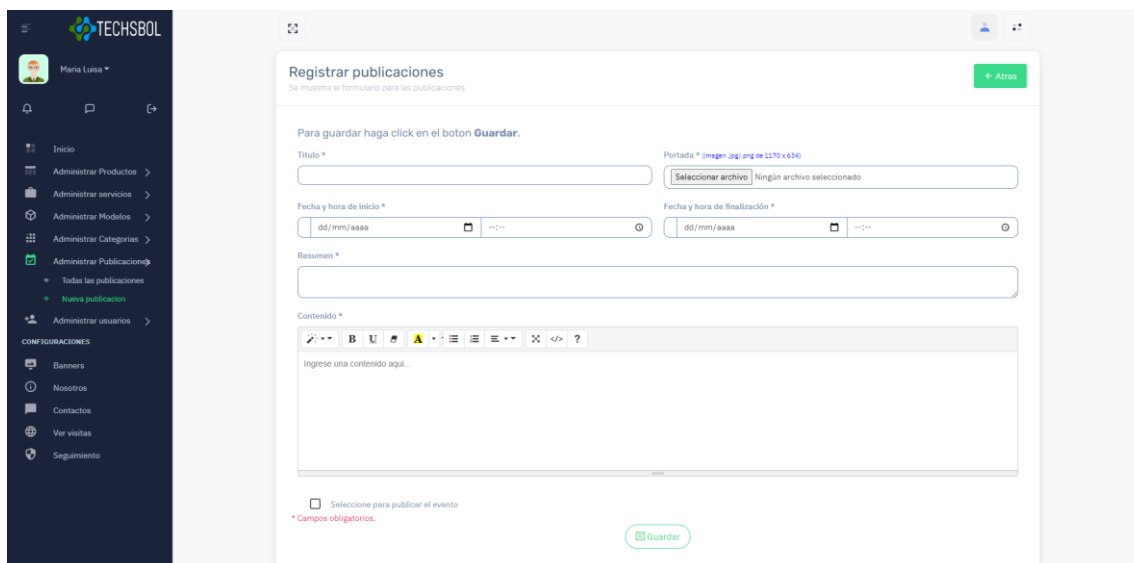 TECHSBOL
Maria Luisa
Inicio
Administrar Productos
Administrar servicios
Administrar Modelos
Administrar Categorias
Administrar Publicaciones
Todas las publicaciones
Nueva publicacion
Administrar usuarios
CONFIGURACIONES
Banners
Nosotros
Contactos
Ver visitas
Seguimiento
Registrar publicaciones
Se muestra el formulario para las publicaciones.
← Atras
Para guardar haga click en el boton Guardar.
Titulo *
Portada * (Imagen .jpg/.png de 1170 x 634)
Seleccionar archivo Ningún archivo seleccionado
Fecha y hora de inicio *
Fecha y hora de finalización *
dd/mm/aaaa --:--
dd/mm/aaaa --:--
Resumen *
Contenido *
B U A </> ?
Ingrese una contenido aqui...
Seleccione para publicar el evento
* Campos obligatorios.
Guardar